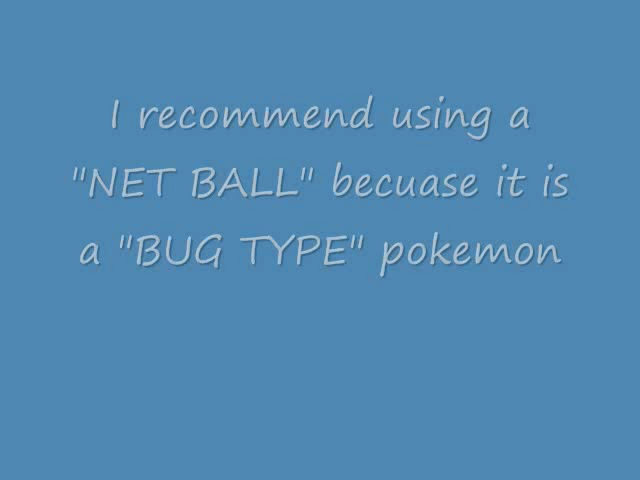 I recommend using a
"NET BALL" becuase it is
a "BUG TYPE" pokemon